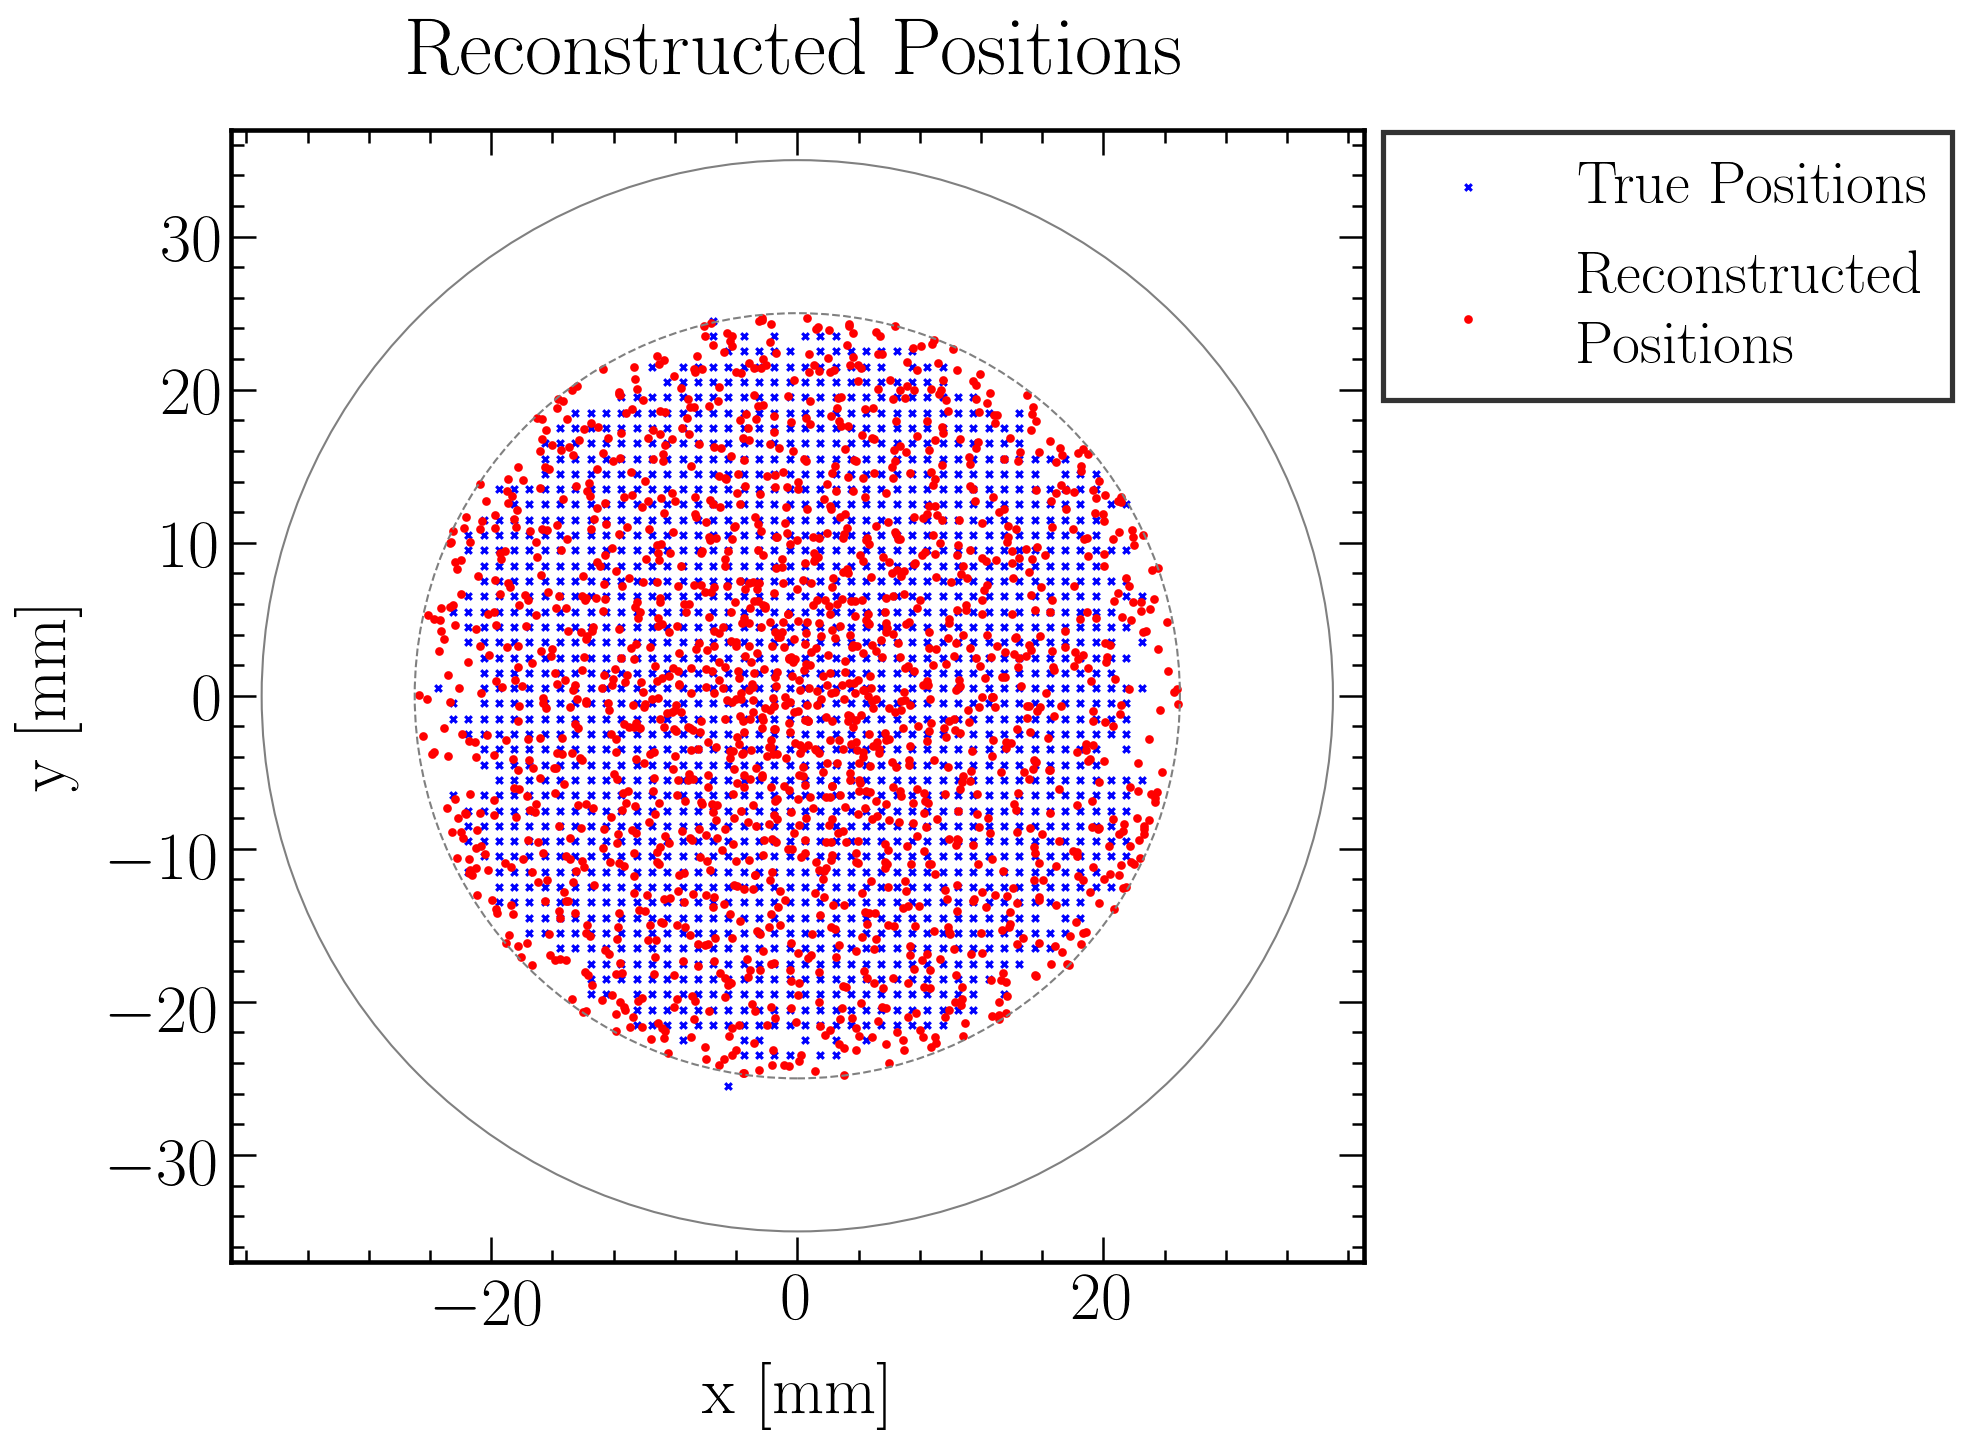 Reconstructed Positions
True Positions
Reconstructed
Positions
30
20
10
0
−10
−20
−30
y [mm]
−20 0 20
x [mm]